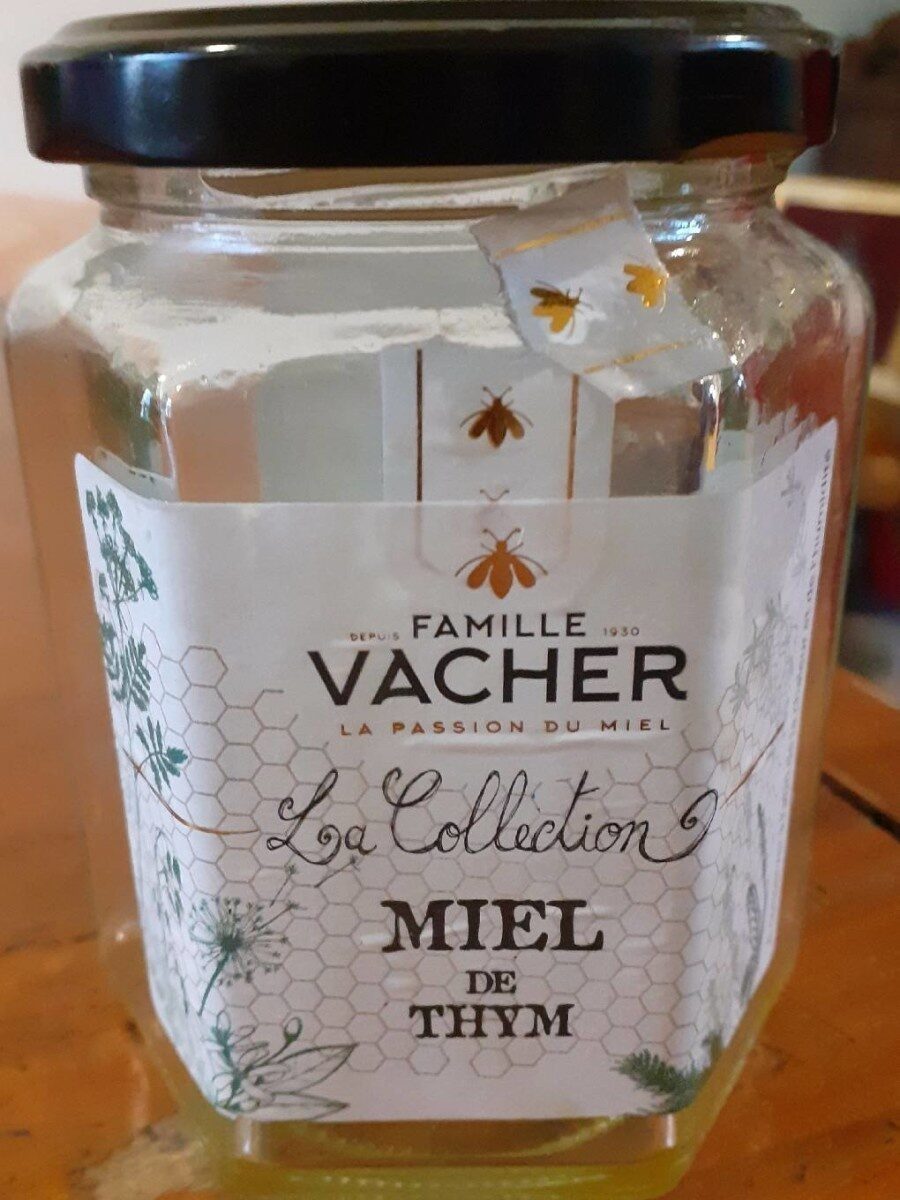 FAMILLE
DEPUIS 1930
VACHER
LA PASSION DU MIEL
La Collection
MIEL
DE
THYM